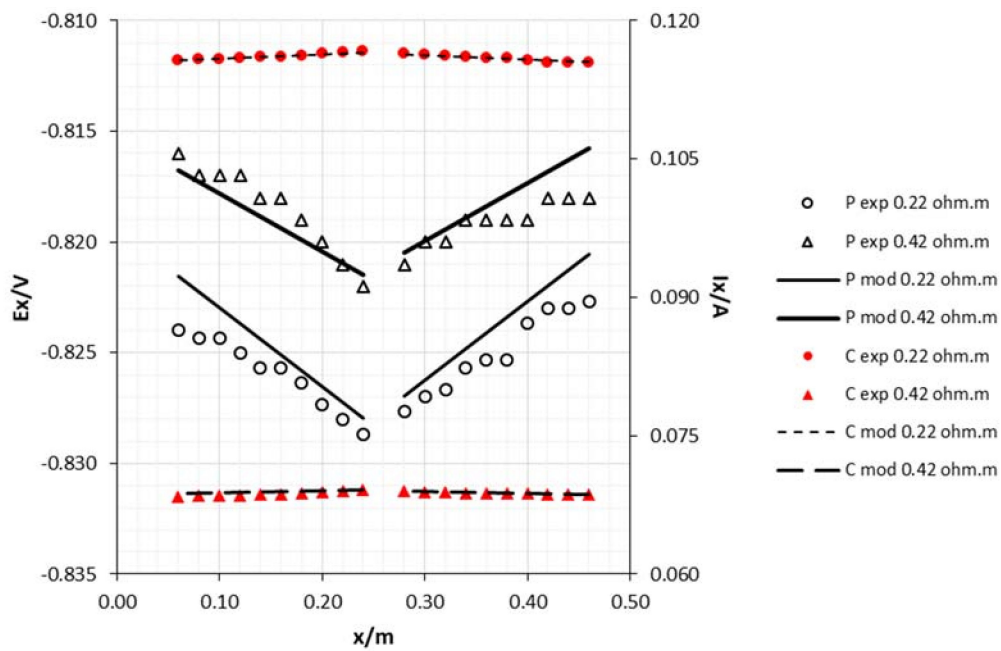 -0.810
-0.815
-0.820
-0.825
-0.830
-0.835
Ex/V
0.00 0.10 0.20 0.30 0.40 0.50
x/m
0.120
0.105
0.090
0.075
0.060
Ix/A
P exp 0.22 ohm.m
P exp 0.42 ohm.m
P mod 0.22 ohm.m
P mod 0.42 ohm.m
C exp 0.22 ohm.m
C exp 0.42 ohm.m
C mod 0.22 ohm.m
C mod 0.42 ohm.m